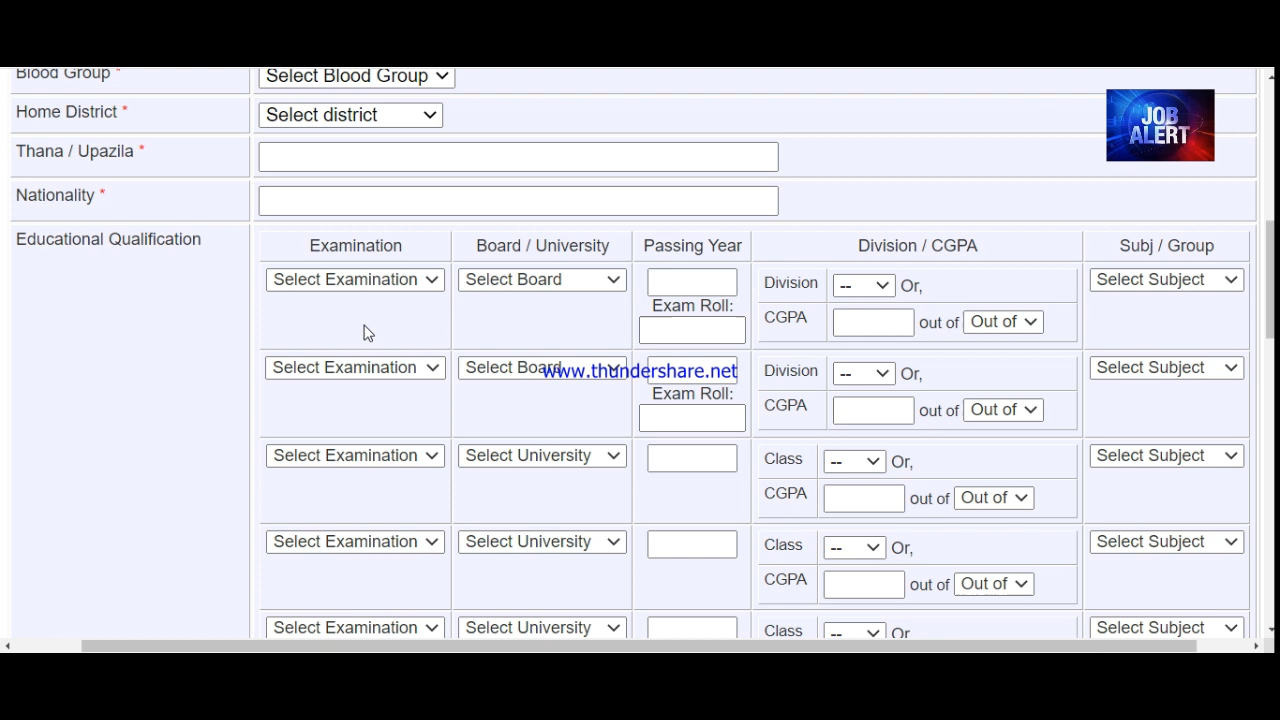 Blood Group * Select Blood Group
Home District * Select district
JOB
ALERT
Thana / Upazila *
Nationality *
Educational Qualification
Examination Board / University Passing Year Division / CGPA Subj / Group
Select Examination Select Board Division -- Or, Select Subject
Exam Roll: CGPA out of Out of
Select Examination Select Board Division -- Or, Select Subject
www.thundershare.net
Exam Roll: CGPA out of Out of
Select Examination Select University Class -- Or, Select Subject
CGPA out of Out of
Select Examination Select University Class -- Or, Select Subject
CGPA out of Out of
Select Examination Select University Class -- Or Select Subject